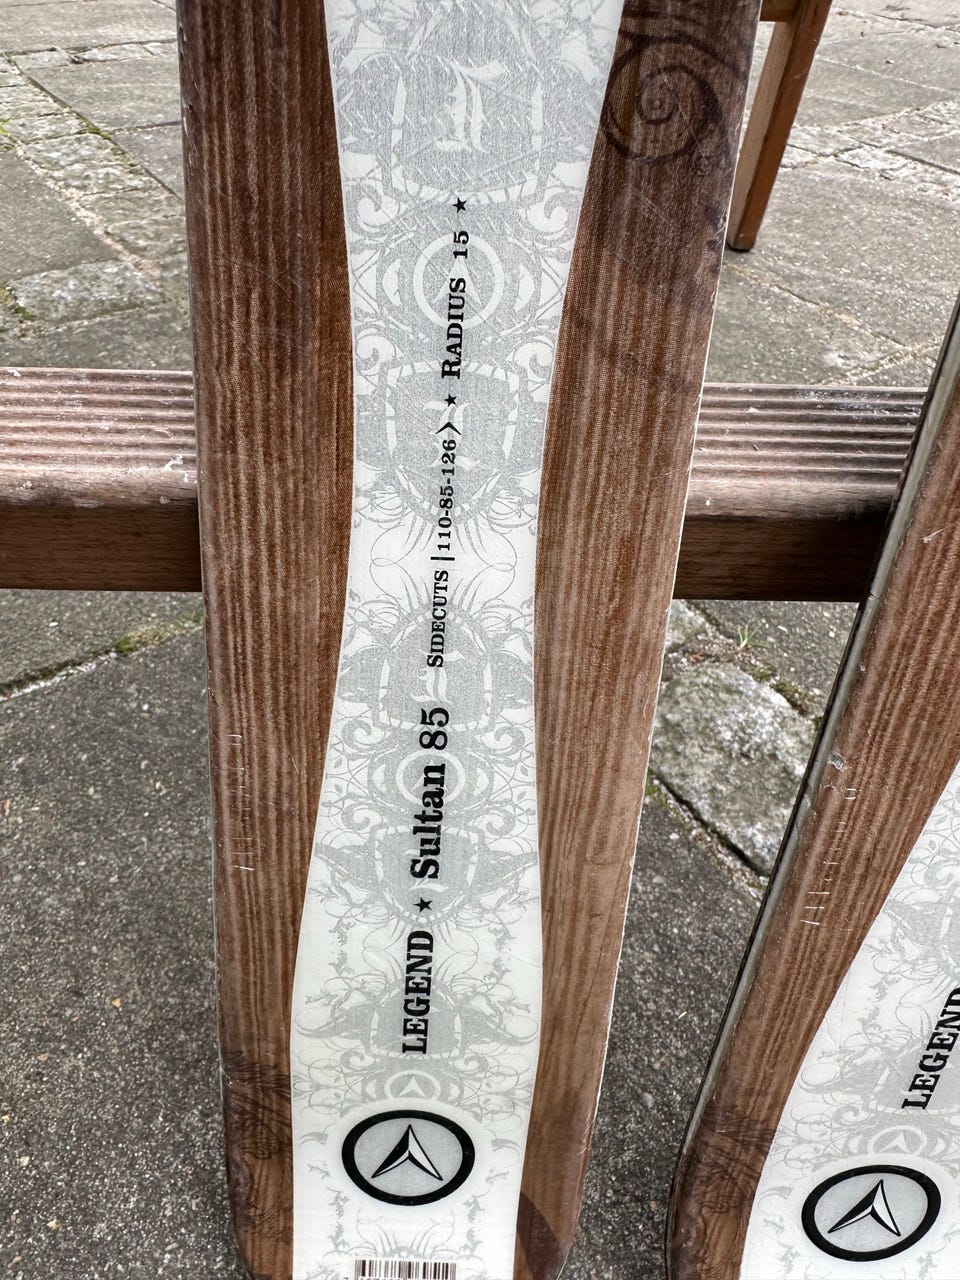 LEGEND ★ Sultan 85 SIDECUTS |110-85-126> ★ RADIUS 15 ★
LEGEND